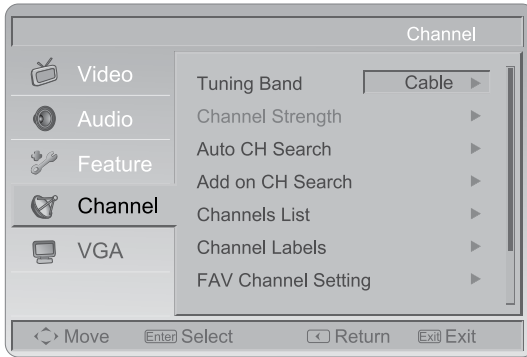 Channel
Video
Audio
Feature
Channel
VGA
Tuning Band Cable
Channel Strength
Auto CH Search
Add on CH Search
Channels List
Channel Labels
FAV Channel Setting
Move Enter Select Return Exit Exit